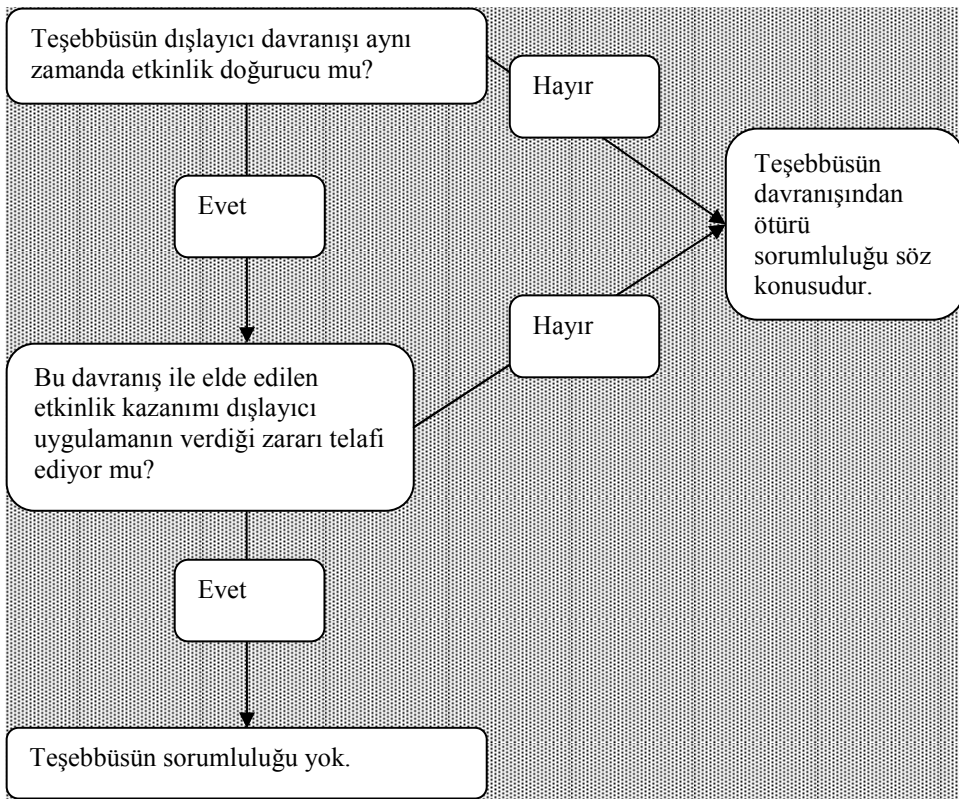 Teşebbüsün dışlayıcı davranışı aynı
zamanda etkinlik doğurucu mu?
Hayır
Teşebbüsün
davranışından
ötürü
sorumluluğu söz
konusudur.
Evet
Hayır
Bu davranış ile elde edilen
etkinlik kazanımı dışlayıcı
uygulamanın verdiği zararı telafi
ediyor mu?
Evet
Teşebbüsün sorumluluğu yok.